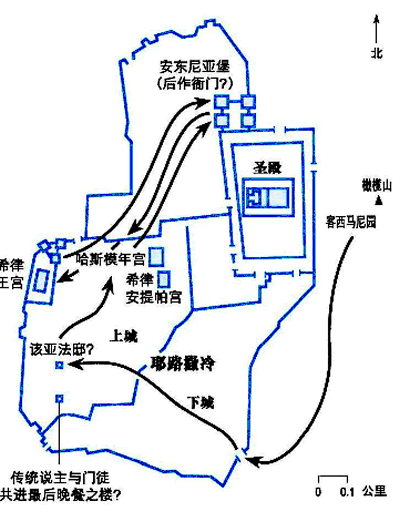 安东尼亚堡
(后作衙门?)
北
圣殿
橄榄山
客西马尼园
希律
王宫
哈斯模年宫
希律
安提帕宫
上城
该亚法邸?
耶路撒冷
下城
传统说主与门徒
共进最后晚餐之楼?
0 0.1 公里